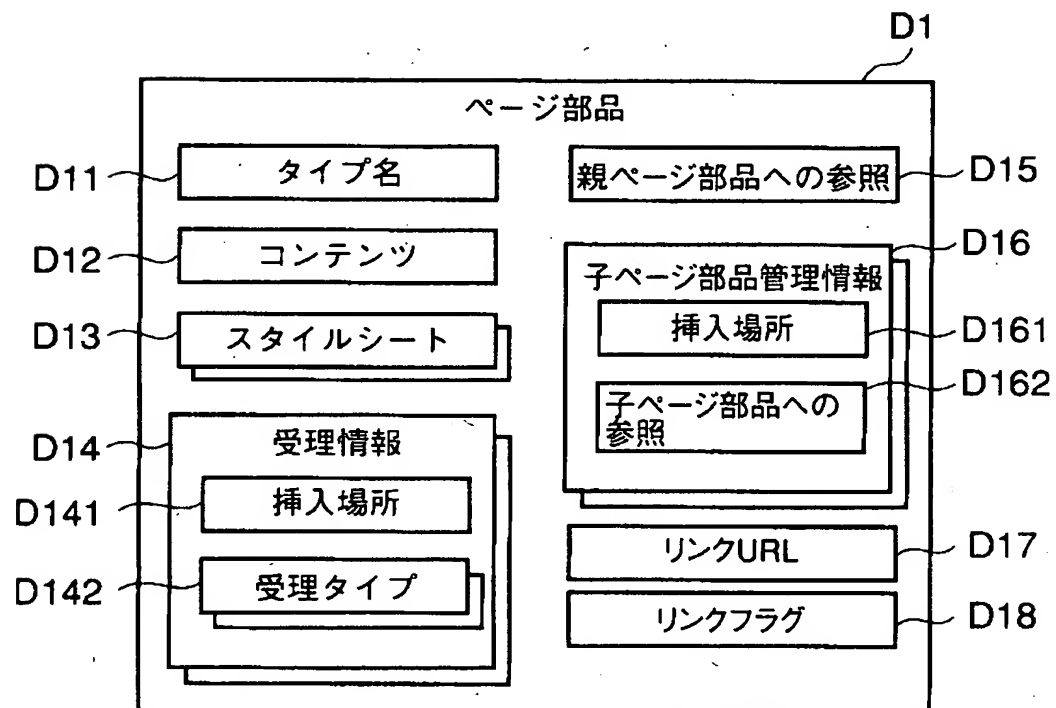 D1
ページ部品
D11
タイプ名
D12
コンテンツ
D13
スタイルシート
D14
受理情報
D141
挿入場所
D142
受理タイプ
親ページ部品への参照
D15
D16
子ページ部品管理情報
挿入場所
D161
D162
子ページ部品への
参照
リンクURL
D17
リンクフラグ
D18